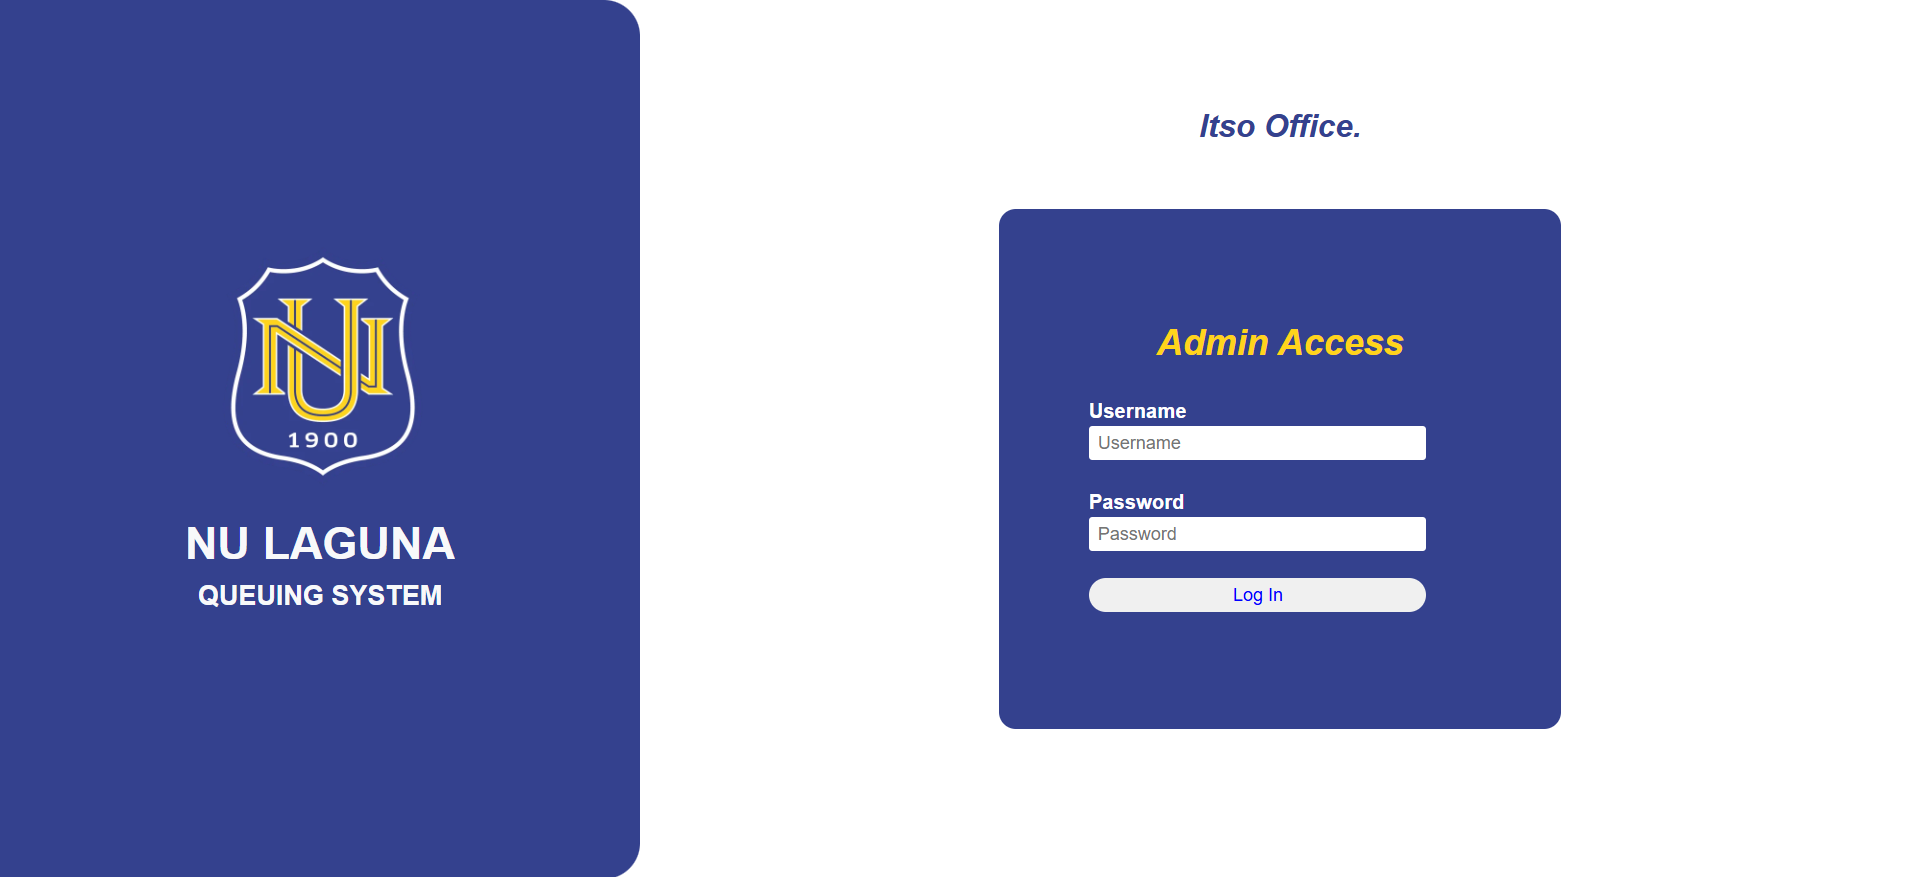 NU
1900
NU LAGUNA
QUEUING SYSTEM
Itso Office.
Admin Access
Username
Username
Password
Password
Log In